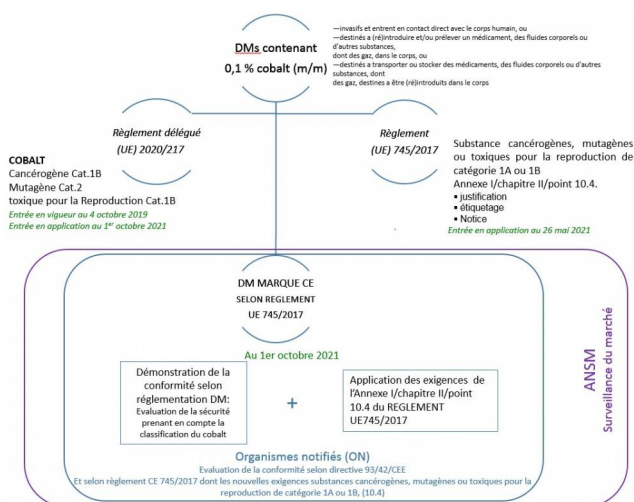 DMs contenant
0,1 % cobalt (m/m)
—invasifs et entrent en contact direct avec le corps humain, ou
—destinés a (ré)introduire et/ou prélever un médicament, des fluides corporels ou
d'autres substances,
dont des gaz, dans le corps, ou
—destinés a transporter ou stocker des médicaments, des fluides corporels ou d'autres
substances, dont
des gaz, destines a être (ré)introduits dans le corps
Règlement délégué
(UE) 2020/217
COBALT
Cancérogène Cat.1B
Mutagène Cat.2
toxique pour la Reproduction Cat.1B
Entrée en vigueur au 4 octobre 2019
Entrée en application au 1er octobre 2021
Règlement
(UE) 745/2017
Substance cancérogènes, mutagènes
ou toxiques pour la reproduction de
catégorie 1A ou 1B
Annexe I/chapitre II/point 10.4.
▪ justification
▪ étiquetage
▪ Notice
Entrée en application au 26 mai 2021
DM MARQUE CE
SELON REGLEMENT
UE 745/2017
Au 1er octobre 2021
Démonstration de la
conformité selon
réglementation DM:
Evaluation de la sécurité
prenant en compte la
classification du cobalt
+
Application des exigences de
l'Annexe I/chapitre II/point
10.4 du REGLEMENT
UE745/2017
Organismes notifiés (ON)
Evaluation de la conformité selon directive 93/42/CEE
Et selon règlement CE 745/2017 dont les nouvelles exigences substances cancérogènes, mutagènes ou toxiques pour la
reproduction de catégorie 1A ou 1B, (10.4)
ANSM
Surveillance du marché